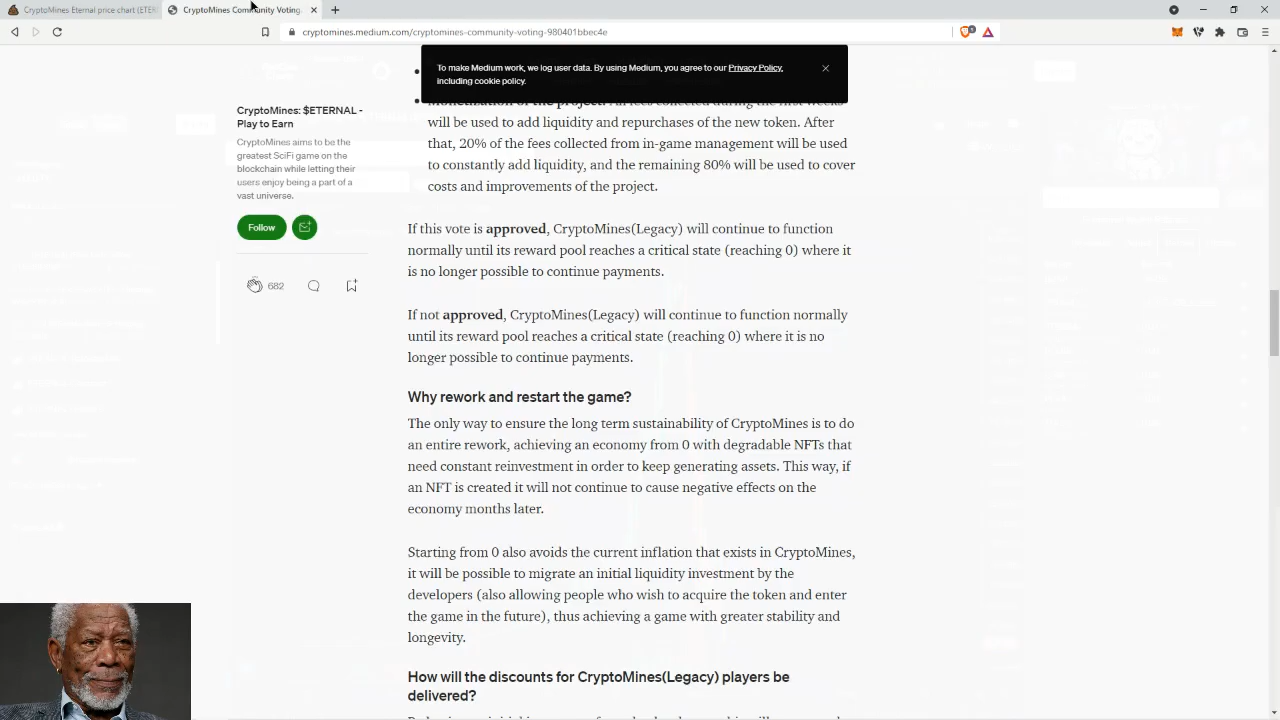 CryptoMines Eternal price chart (ETER
CryptoMines Community Voting.
cryptomines.medium.com/cryptomines-community-voting-980401bbec4e
To make Medium work, we log user data. By using Medium, you agree to our Privacy Policy,
including cookie policy.
CryptoMines: $ETERNAL -
Play to Earn
CryptoMines aims to be the
greatest SciFi game on the
blockchain while letting their
users enjoy being a part of a
vast universe.
Follow
682
Monetization of the project. All fees collected during the first weeks
will be used to add liquidity and repurchases of the new token. After
that, 20% of the fees collected from in-game management will be used
to constantly add liquidity, and the remaining 80% will be used to cover
costs and improvements of the project.
If this vote is approved, CryptoMines(Legacy) will continue to function
normally until its reward pool reaches a critical state (reaching 0) where it
is no longer possible to continue payments.
If not approved, CryptoMines(Legacy) will continue to function normally
until its reward pool reaches a critical state (reaching 0) where it is no
longer possible to continue payments.
Why rework and restart the game?
The only way to ensure the long term sustainability of CryptoMines is to do
an entire rework, achieving an economy from 0 with degradable NFTs that
need constant reinvestment in order to keep generating assets. This way, if
an NFT is created it will not continue to cause negative effects on the
economy months later.
Starting from 0 also avoids the current inflation that exists in CryptoMines,
it will be possible to migrate an initial liquidity investment by the
developers (also allowing people who wish to acquire the token and enter
the game in the future), thus achieving a game with greater stability and
longevity.
How will the discounts for CryptoMines(Legacy) players be
delivered?